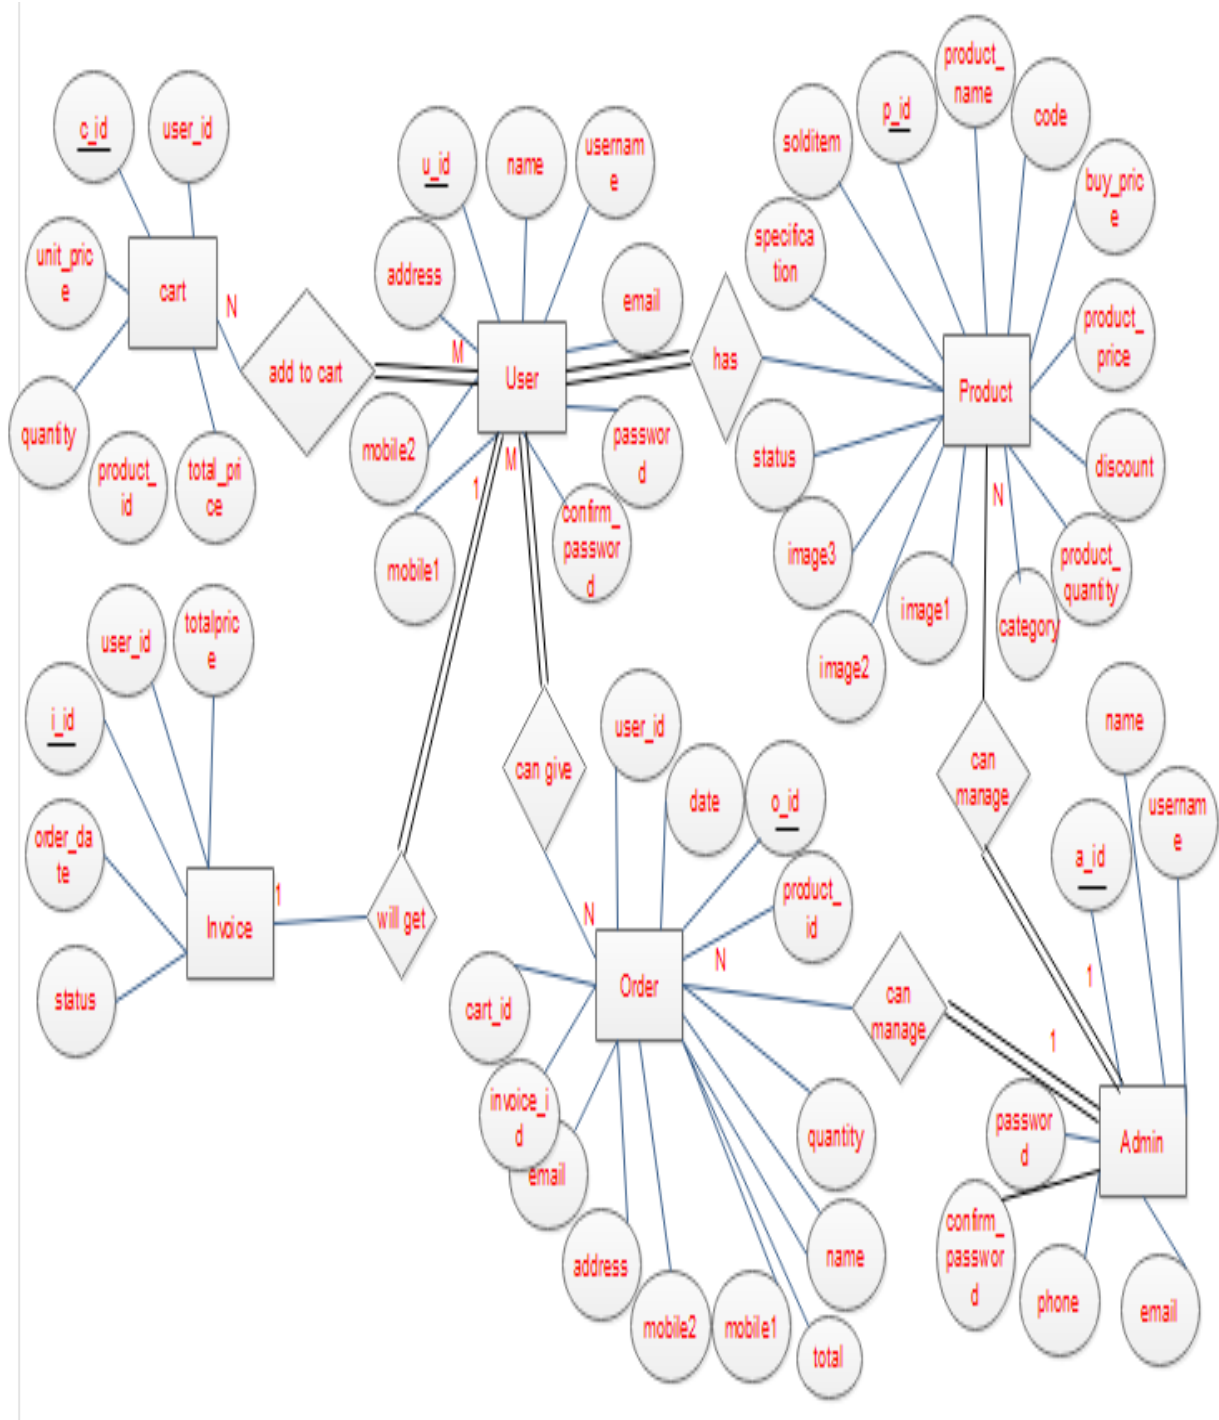 c_id
user_id
unit_pric
e
cart
quantity
product_
id
total_pri
ce
N
add to cart
M
u_id
name
usernam
e
address
email
User
mobile2
mobile1
passwor
d
confirm_
passwor
d
M
1
has
solditem
p_id
product_
name
code
buy_pric
e
specifica
tion
product_
price
Product
status
discount
image3
image2
image1
category
product_
quantity
N
can
manage
name
usernam
e
a_id
1
user_id
totalpric
e
i_id
order_da
te
status
Invoice
1
will get
can give
N
user_id
date
o_id
product_
id
Order
N
can
manage
1
cart_id
invoice_i
d
email
address
mobile2
mobile1
total
name
quantity
Admin
passwor
d
confirm_
passwor
d
phone
email